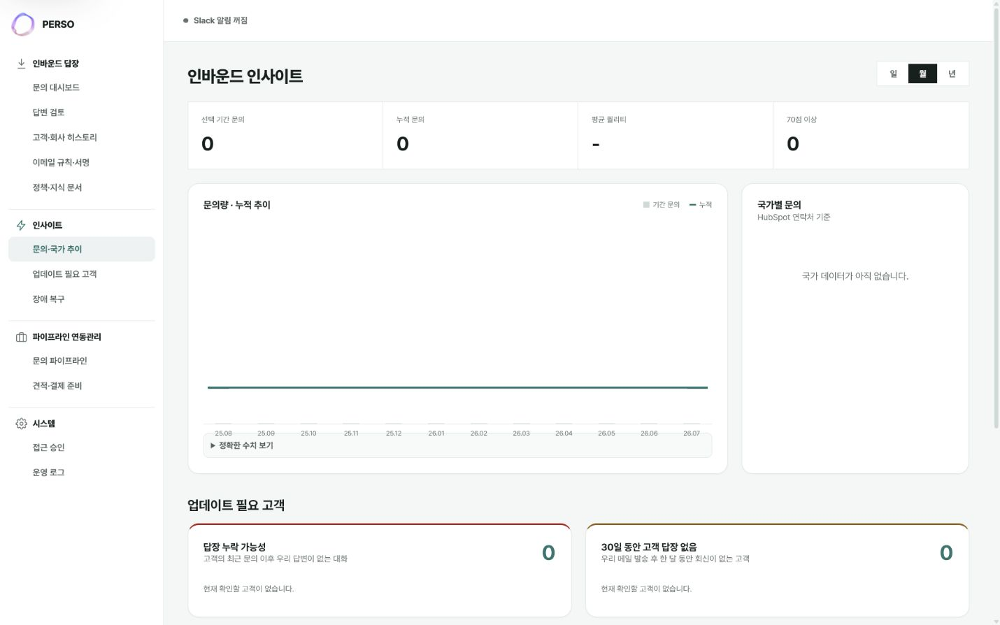 PERSO
인바운드 답장
문의 대시보드
답변 검토
고객·회사 히스토리
이메일 규칙·서명
정책·지식 문서
인사이트
문의·국가 추이
업데이트 필요 고객
장애 복구
파이프라인 연동관리
문의 파이프라인
견적·결제 준비
시스템
접근 승인
운영 로그
Slack 알림 꺼짐
인바운드 인사이트
일 월 년
선택 기간 문의
0
누적 문의
0
평균 퀄리티
-
70점 이상
0
문의량 · 누적 추이
기간 문의 누적
25.08 25.09 25.10 25.11 25.12 26.01 26.02 26.03 26.04 26.05 26.06 26.07
▶ 정확한 수치 보기
국가별 문의
HubSpot 연락처 기준
국가 데이터가 아직 없습니다.
업데이트 필요 고객
답장 누락 가능성
고객의 최근 문의 이후 우리 답변이 없는 대화
0
현재 확인할 고객이 없습니다.
30일 동안 고객 답장 없음
우리 메일 발송 후 한 달 동안 회신이 없는 고객
0
현재 확인할 고객이 없습니다.